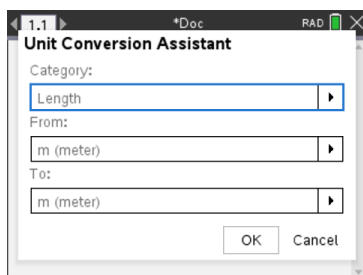 1.1 *Doc RAD
Unit Conversion Assistant
Category:
Length
From:
m (meter)
To:
m (meter)
OK Cancel